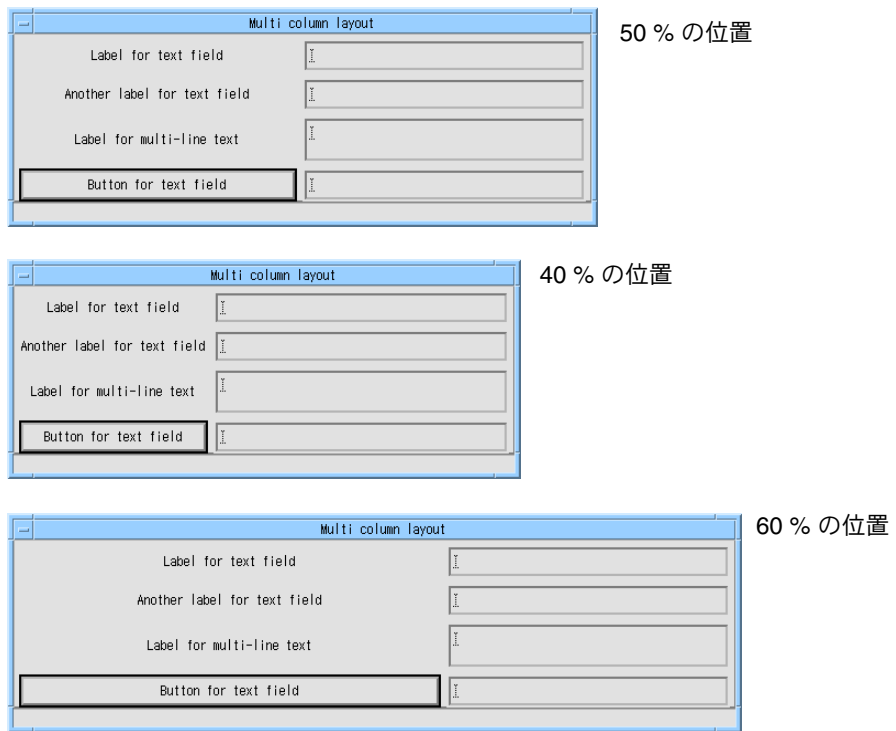 Multi column layout
50 % の位置
Label for text field
Another label for text field
Label for multi-line text
Button for text field
Multi column layout
40 % の位置
Label for text field
Another label for text field
Label for multi-line text
Button for text field
Multi column layout
60 % の位置
Label for text field
Another label for text field
Label for multi-line text
Button for text field